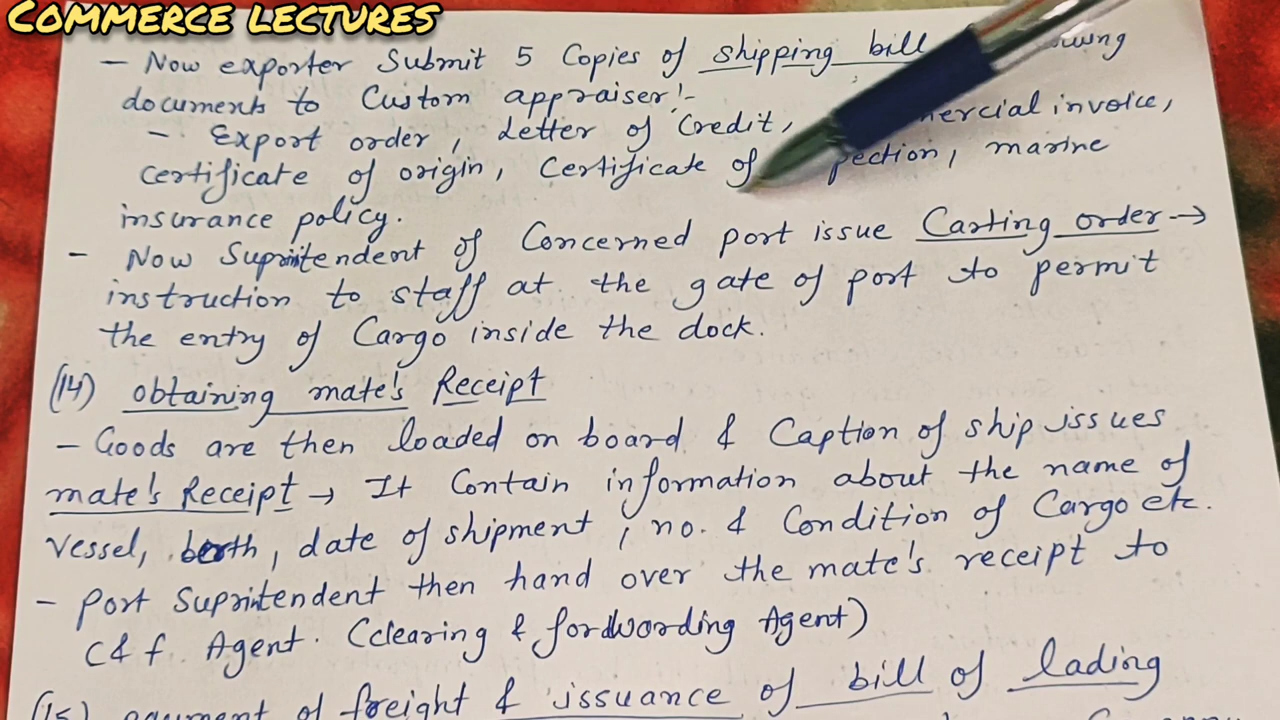 COMMERCE LECTURES
- Now exporter Submit 5 Copies of shipping bill
documents to Custom appraiser:-
- Export order, Letter of Credit, invoice,
certificate of origin, Certificate of marine
insurance policy.
- Now Suprintendent of Concerned port issue Carting order →
instruction to staff at the gate of port to permit
the entry of Cargo inside the dock.
(14) obtaining mate's Receipt
- Goods are then loaded on board & Caption of ship issues
mate's Receipt → It Contain information about the name of
vessel, berth, date of shipment, no. & Condition of Cargo etc.
- Port Suprintendent then hand over the mate's receipt to
C & f Agent. (clearing & fordwording Agent)
(15) payment of freight & issuance of bill of lading